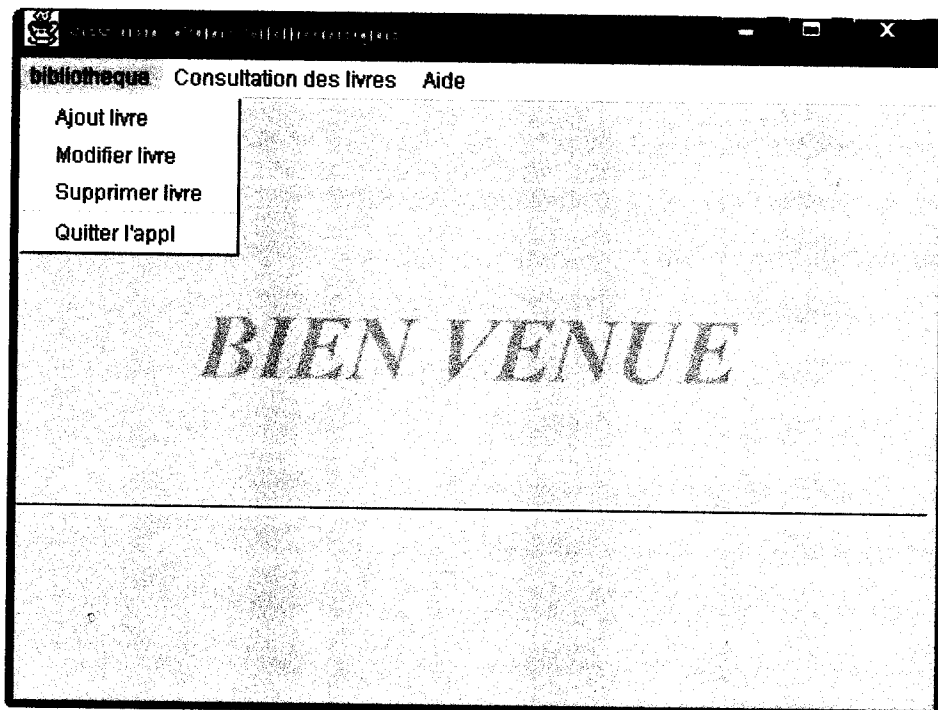 bibliotheque Consultation des livres Aide
Ajout livre
Modifier livre
Supprimer livre
Quitter l'appl
BIEN VENUE